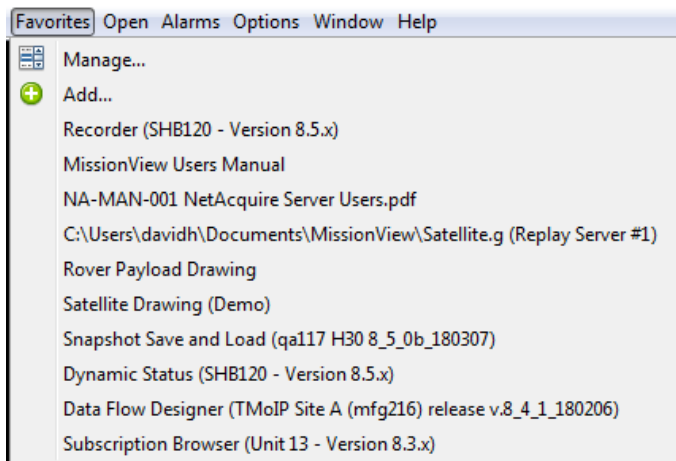 Favorites Open Alarms Options Window Help
Manage...
Add...
Recorder (SHB120 - Version 8.5.x)
MissionView Users Manual
NA-MAN-001 NetAcquire Server Users.pdf
C:\Users\davidh\Documents\MissionView\Satellite.g (Replay Server #1)
Rover Payload Drawing
Satellite Drawing (Demo)
Snapshot Save and Load (qa117 H30 8_5_0b_180307)
Dynamic Status (SHB120 - Version 8.5.x)
Data Flow Designer (TMoIP Site A (mfg216) release v.8_4_1_180206)
Subscription Browser (Unit 13 - Version 8.3.x)